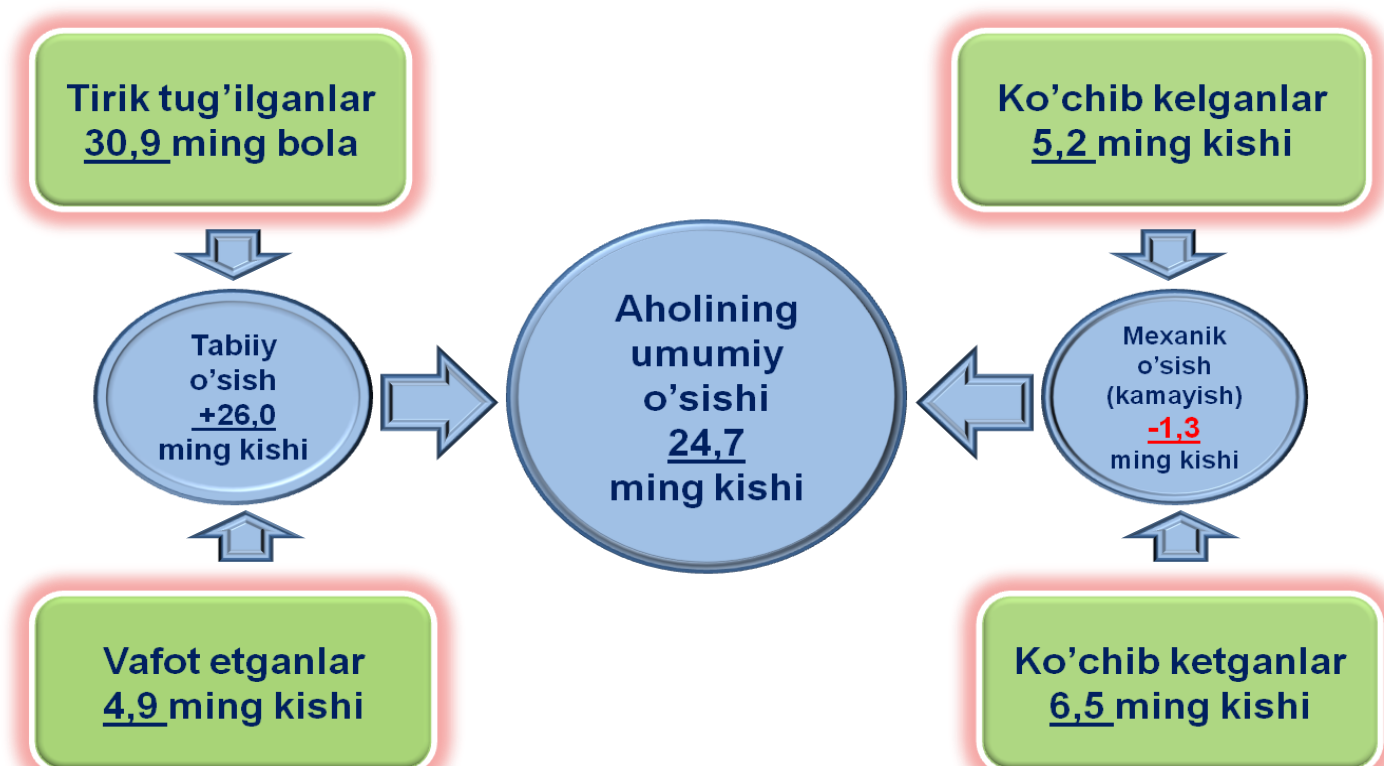 Tirik tug’ilganlar
30,9 ming bola
Ko’chib kelganlar
5,2 ming kishi
Tabiiy
o’sish
+26,0
ming kishi
Aholining
umumiy
o’sishi
24,7
ming kishi
Mexanik
o’sish
(kamayish)
-1,3
ming kishi
Vafot etganlar
4,9 ming kishi
Ko’chib ketganlar
6,5 ming kishi